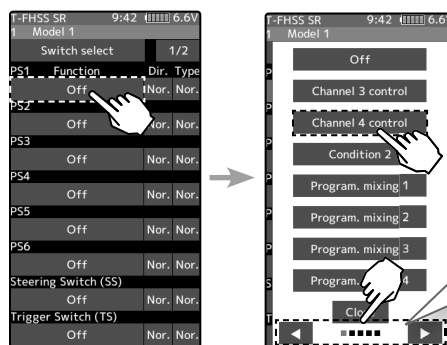 T-FHSS SR 9:42 6.6V
1 Model 1
Switch select 1/2
PS1 Function Dir. Type
Off Nor. Nor.
PS2
Off Nor. Nor.
PS3
Off Nor. Nor.
PS4
Off Nor. Nor.
PS5
Off Nor. Nor.
PS6
Off Nor. Nor.
Steering Switch (SS)
Off Nor. Nor.
Trigger Switch (TS)
Off Nor. Nor.
T-FHSS SR 9:42 6.6V
1 Model 1
Off
Channel 3 control
Channel 4 control
Condition 2
Program. mixing 1
Program. mixing 2
Program. mixing 3
Program. 4